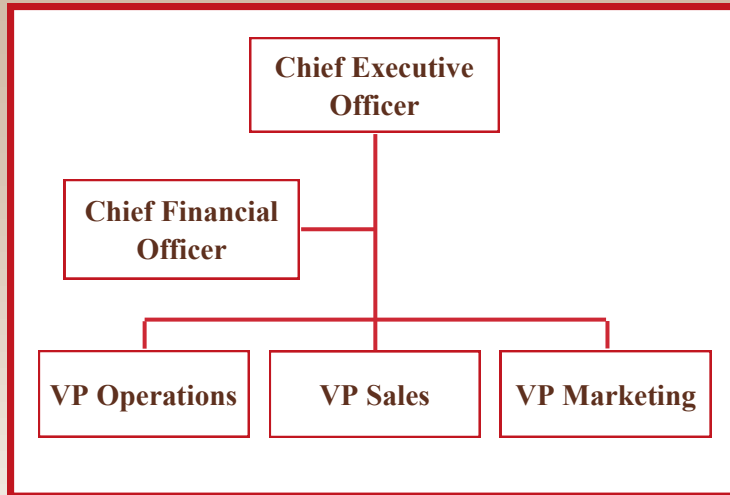 Chief Executive
Officer
Chief Financial
Officer
VP Operations
VP Sales
VP Marketing